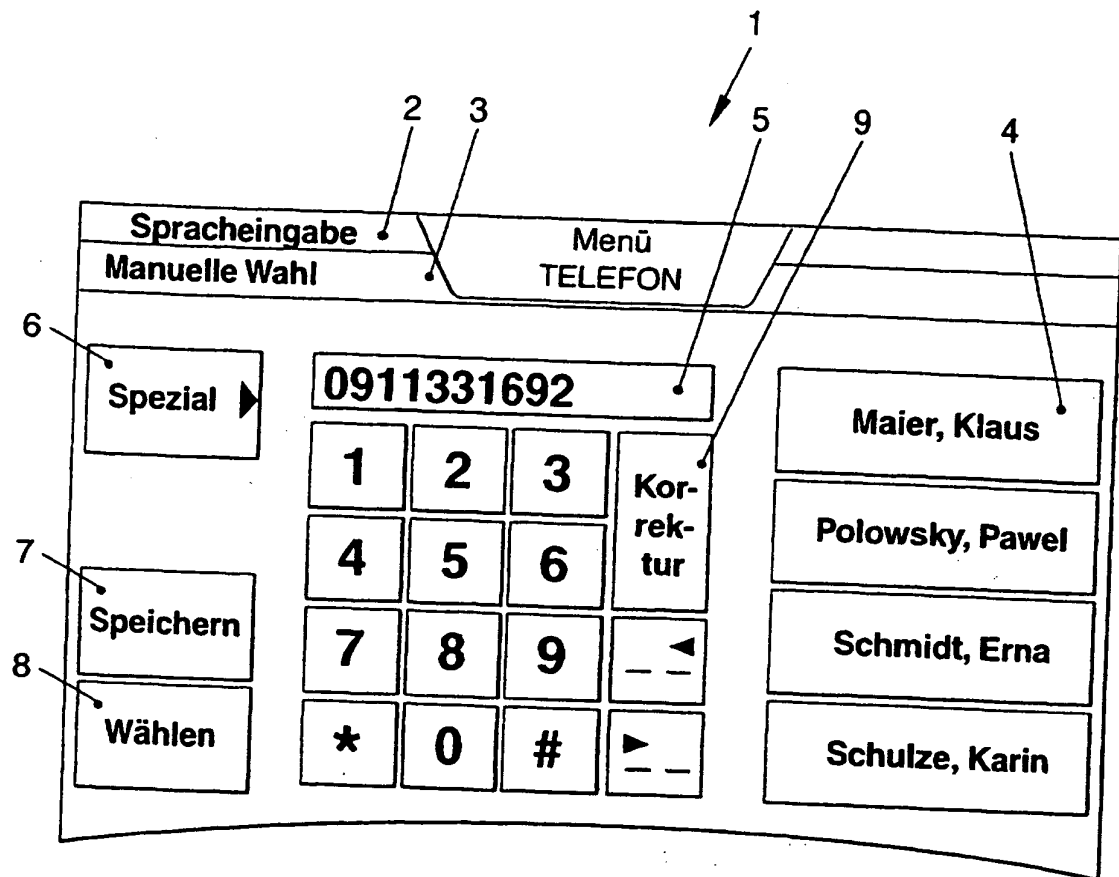 1
2
3
5
9
4
Spracheingabe
Manuelle Wahl
Menü
TELEFON
6
Spezial
0911331692
Maier, Klaus
1 2 3
Kor-
rek-
tur
Polowsky, Pawel
4 5 6
7
Speichern
7 8 9
Schmidt, Erna
8
Wählen
* 0 #
Schulze, Karin